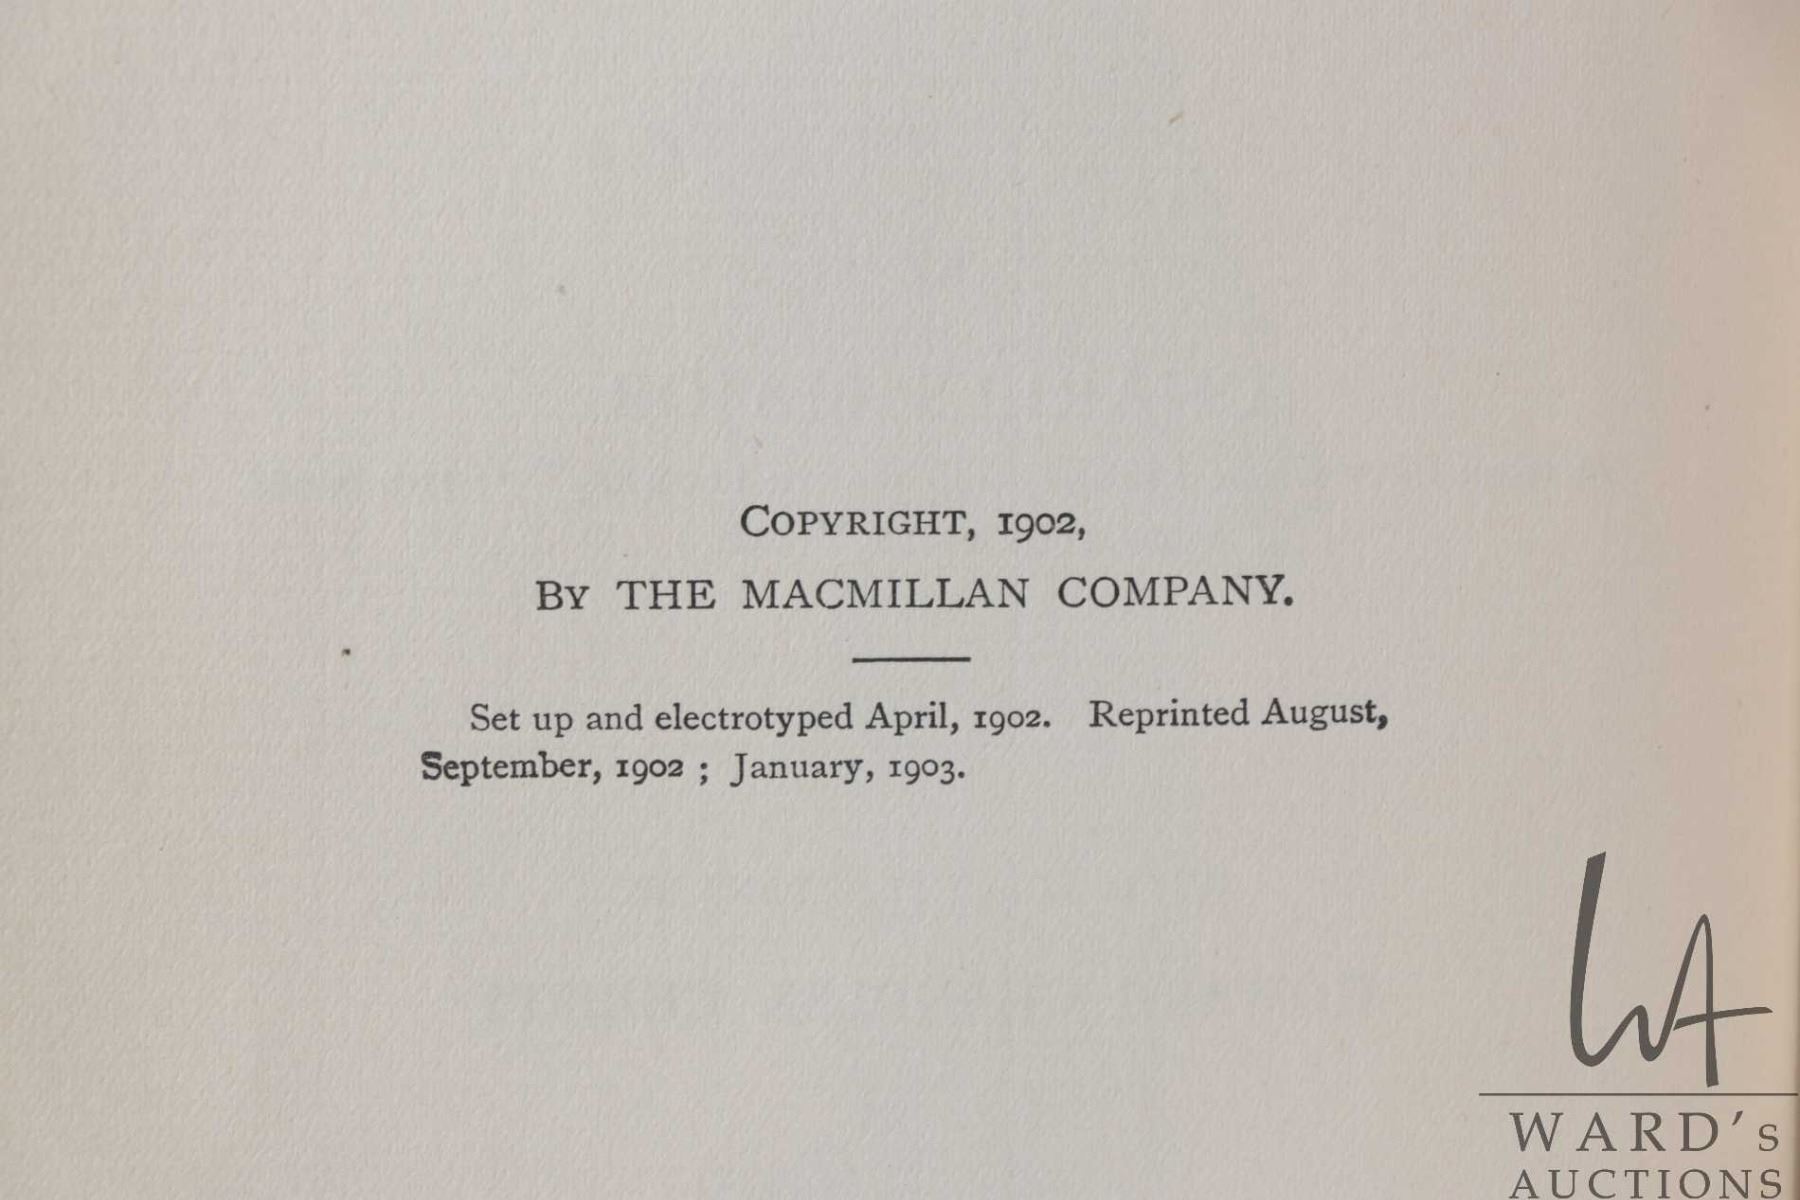 COPYRIGHT, 1902,
BY THE MACMILLAN COMPANY.
Set up and electrotyped April, 1902. Reprinted August,
September, 1902 ; January, 1903.
WA
WARD's
AUCTIONS